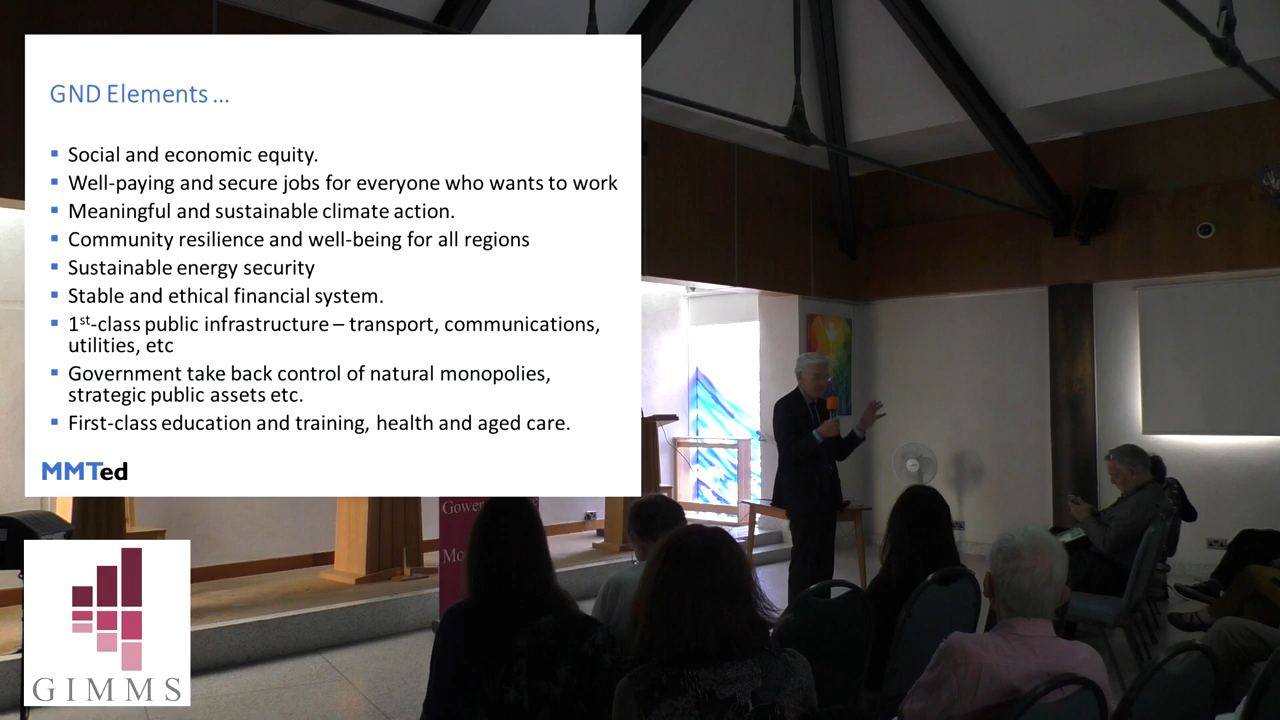 GND Elements ...
▪ Social and economic equity.
▪ Well-paying and secure jobs for everyone who wants to work
▪ Meaningful and sustainable climate action.
▪ Community resilience and well-being for all regions
▪ Sustainable energy security
▪ Stable and ethical financial system.
▪ 1st-class public infrastructure – transport, communications,
utilities, etc
▪ Government take back control of natural monopolies,
strategic public assets etc.
▪ First-class education and training, health and aged care.
MMTed
Gower
Mo
GIMMS